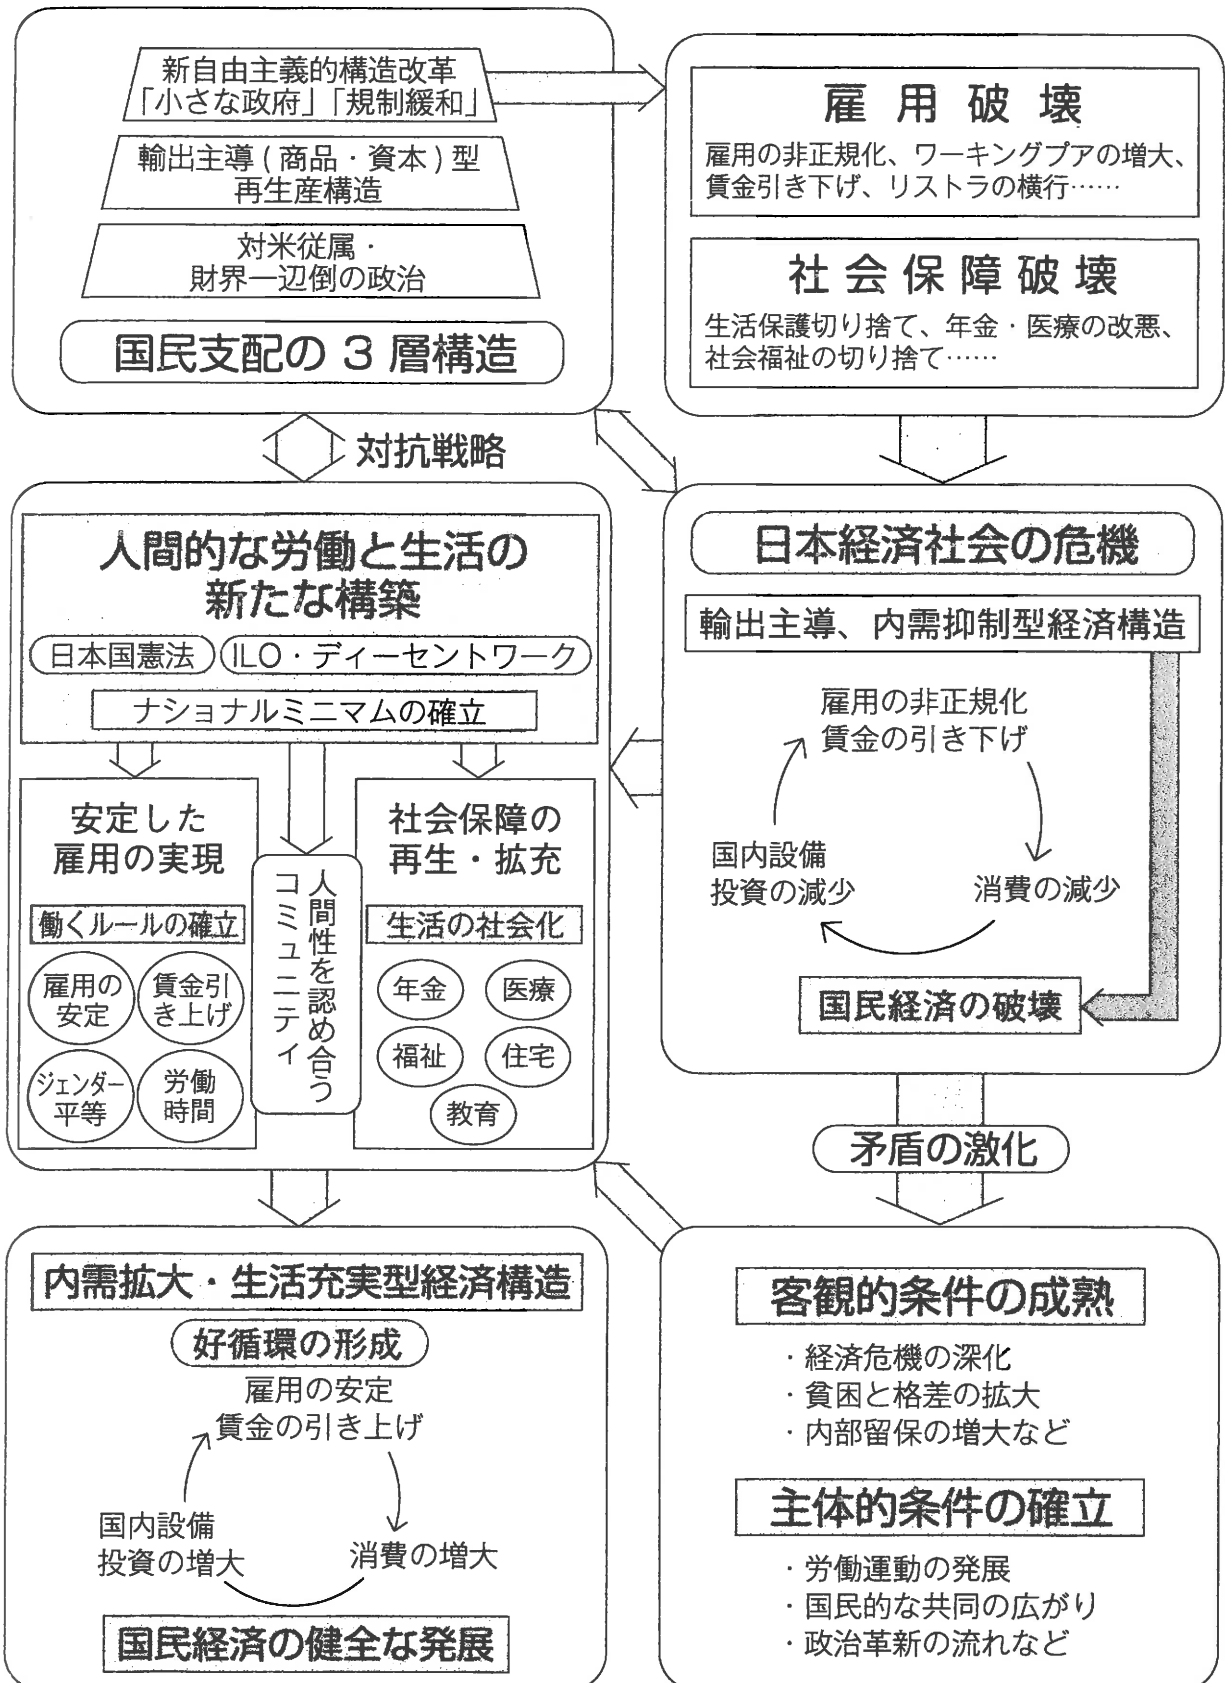 新自由主義的構造改革
「小さな政府」「規制緩和」
輸出主導(商品・資本)型
再生産構造
対米従属・
財界一辺倒の政治
国民支配の3層構造
雇用破壊
雇用の非正規化、ワーキングプアの増大、
賃金引き下げ、リストラの横行……
社会保障破壊
生活保護切り捨て、年金・医療の改悪、
社会福祉の切り捨て……
対抗戦略
人間的な労働と生活の
新たな構築
日本国憲法
ILO・ディーセントワーク
ナショナルミニマムの確立
安定した
雇用の実現
働くルールの確立
雇用の
安定
賃金引
き上げ
ジェンダー
平等
労働
時間
人間性を認め合う
コミュニティ
社会保障の
再生・拡充
生活の社会化
年金
医療
福祉
住宅
教育
日本経済社会の危機
輸出主導、内需抑制型経済構造
雇用の非正規化
賃金の引き下げ
国内設備
投資の減少
消費の減少
国民経済の破壊
矛盾の激化
内需拡大・生活充実型経済構造
好循環の形成
雇用の安定
賃金の引き上げ
国内設備
投資の増大
消費の増大
国民経済の健全な発展
客観的条件の成熟
・経済危機の深化
・貧困と格差の拡大
・内部留保の増大など
主体的条件の確立
・労働運動の発展
・国民的な共同の広がり
・政治革新の流れなど